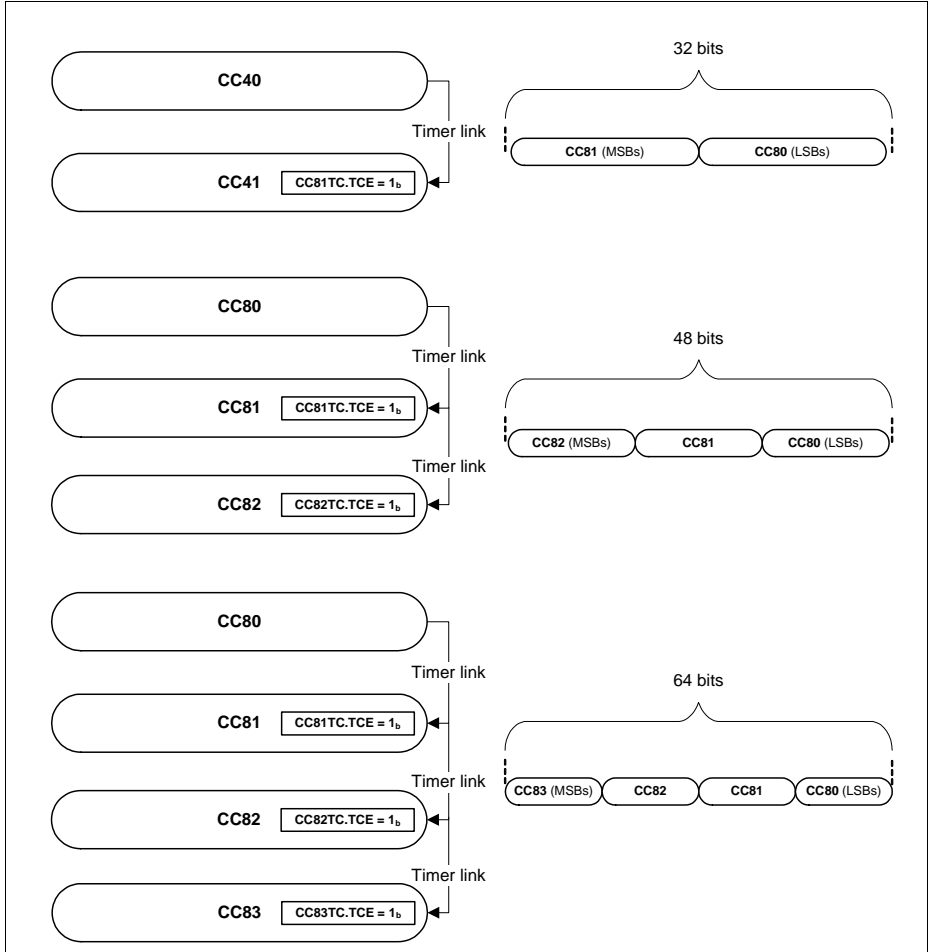 CC40
32 bits
Timer link
CC81 (MSBs) CC80 (LSBs)
CC41 CC81TC.TCE = 1b
CC80
48 bits
Timer link
CC81 CC81TC.TCE = 1b
CC82 (MSBs) CC81 CC80 (LSBs)
Timer link
CC82 CC82TC.TCE = 1b
CC80
Timer link
64 bits
CC81 CC81TC.TCE = 1b
Timer link
CC83 (MSBs) CC82 CC81 CC80 (LSBs)
CC82 CC82TC.TCE = 1b
Timer link
CC83 CC83TC.TCE = 1b